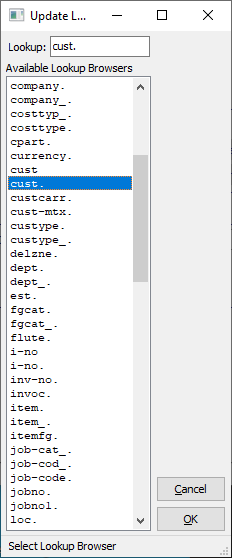 Update L...
Lookup: cust.
Available Lookup Browsers
company.
company_.
costtyp_.
costtype.
cpart.
currency.
cust
cust.
custcarr.
cust-mtx.
custype.
custype_.
delzne.
dept.
dept_.
est.
fgcat.
fgcat_.
flute.
i-no
i-no.
inv-no.
invoc.
item.
item_.
itemfg.
job-cat_.
job-cod_.
job-code.
jobno.
jobno1.
loc.
Cancel
OK
Select Lookup Browser